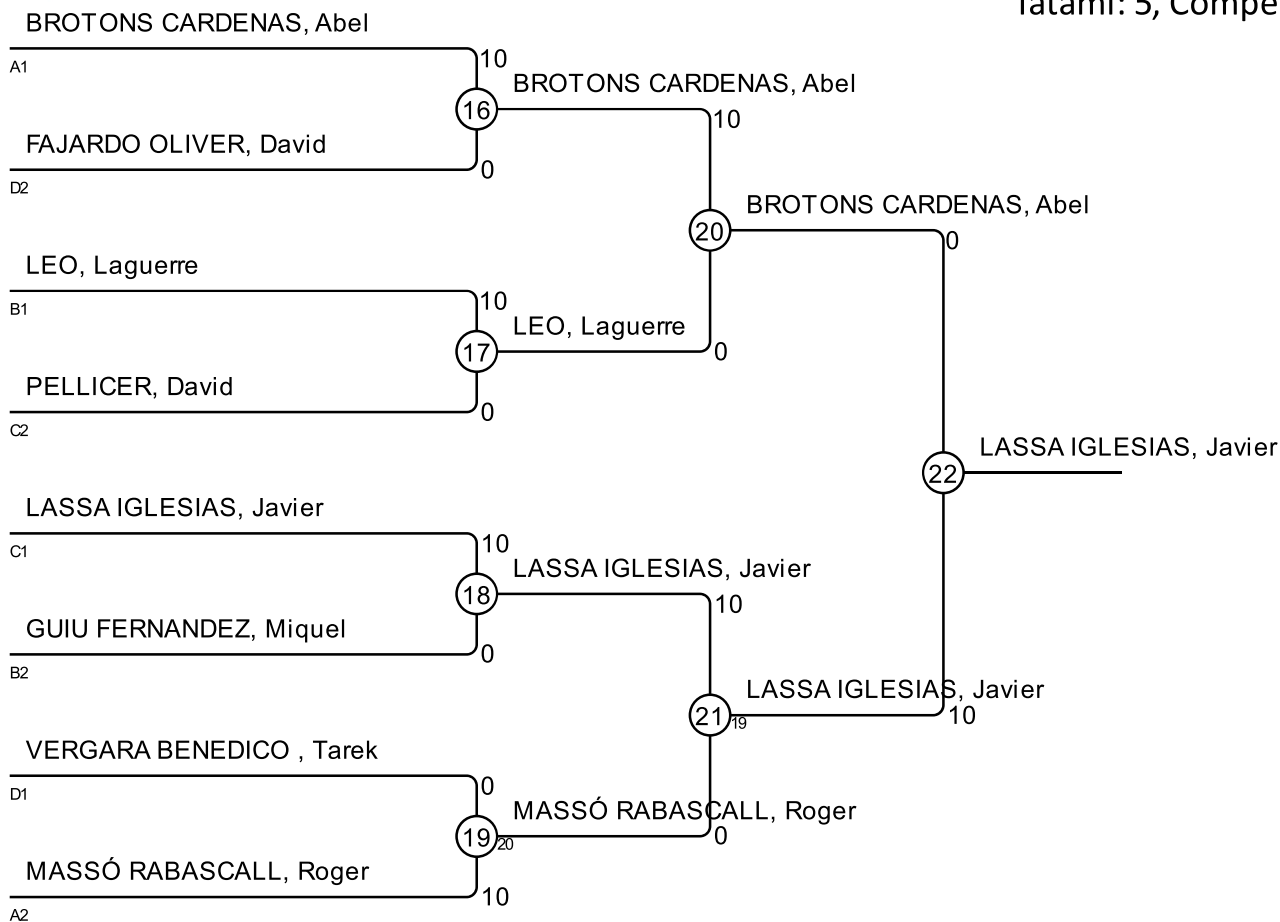 Tatami: 5, Compe
BROTONS CARDENAS, Abel
A1
10
BROTONS CARDENAS, Abel
16
10
FAJARDO OLIVER, David
0
D2
BROTONS CARDENAS, Abel
20
0
LEO, Laguerre
B1
10
LEO, Laguerre
17
0
PELLICER, David
0
C2
LASSA IGLESIAS, Javier
22
LASSA IGLESIAS, Javier
C1
10
LASSA IGLESIAS, Javier
18
10
GUIU FERNANDEZ, Miquel
0
B2
LASSA IGLESIAS, Javier
21
19
10
VERGARA BENEDICO , Tarek
D1
0
MASSÓ RABASCALL, Roger
19
20
0
MASSÓ RABASCALL, Roger
10
A2